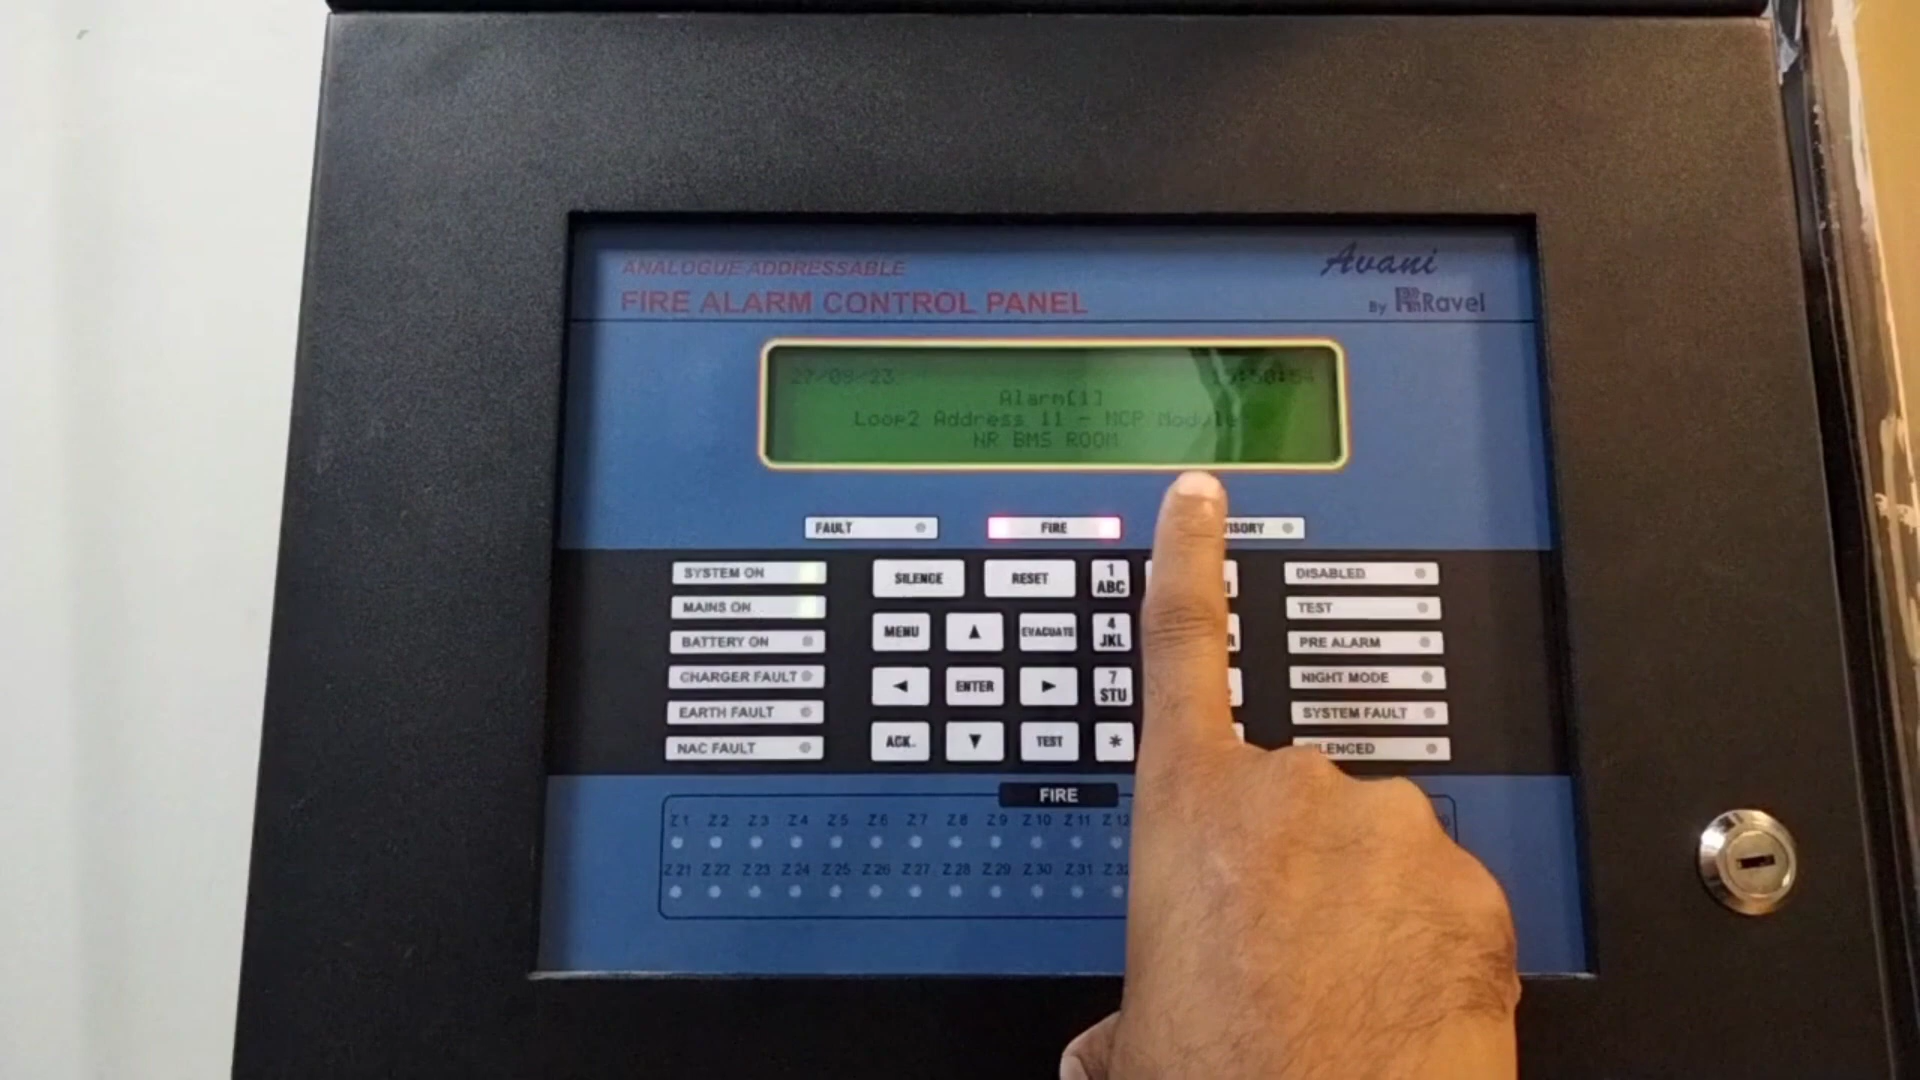 ANALOGUE ADDRESSABLE
FIRE ALARM CONTROL PANEL
Avani
By Ravel
27/09/23
Alarm[1]
Loop2 Address 11 - MCP Module
NR BMS ROOM
FAULT
FIRE
SYSTEM ON
MAINS ON
BATTERY ON
CHARGER FAULT
EARTH FAULT
NAC FAULT
SILENCE
RESET
1
ABC
MENU
▲
EVACUATE
4
JKL
◄
ENTER
►
7
STU
ACK.
▼
TEST
*
DISABLED
TEST
PRE ALARM
NIGHT MODE
SYSTEM FAULT
FIRE
Z1 Z2 Z3 Z4 Z5 Z6 Z7 Z8 Z9 Z10 Z11 Z12
Z21 Z22 Z23 Z24 Z25 Z26 Z27 Z28 Z29 Z30 Z31 Z32